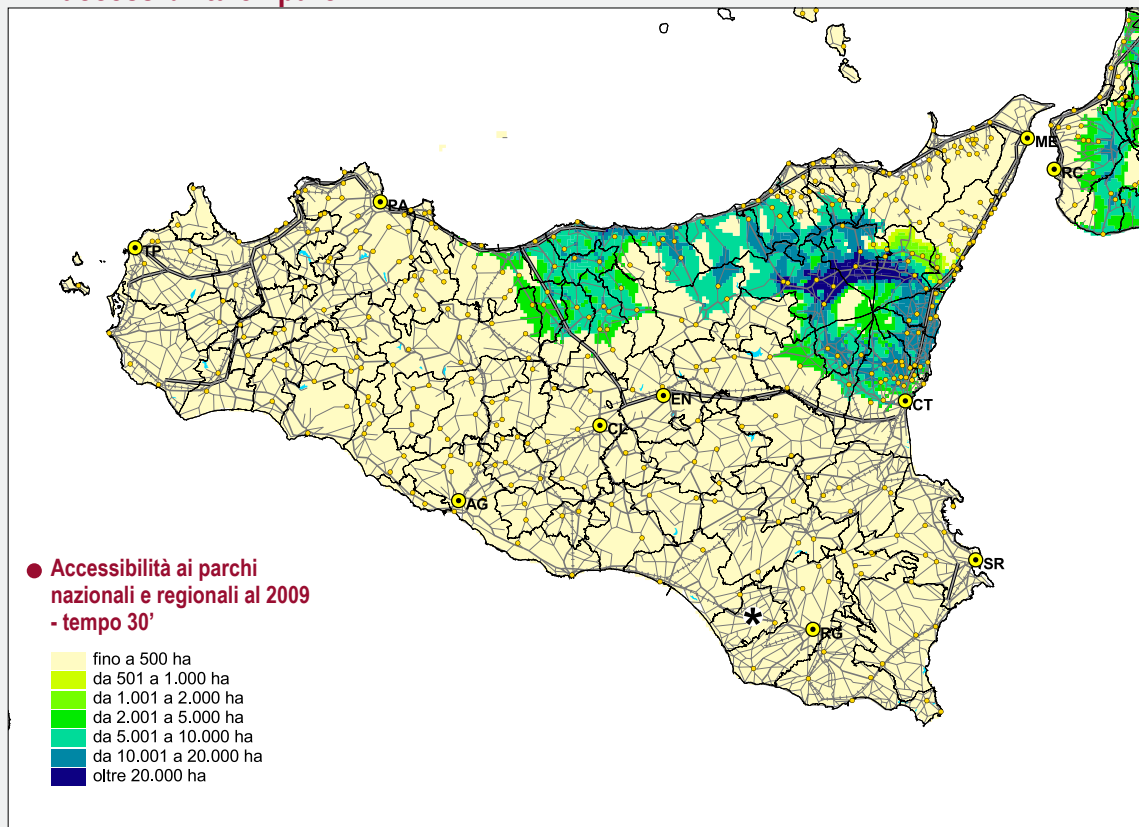 ME
RC
PA
TP
EN
CT
CL
AG
SR
*
RG
● Accessibilità ai parchi
nazionali e regionali al 2009
- tempo 30’
fino a 500 ha
da 501 a 1.000 ha
da 1.001 a 2.000 ha
da 2.001 a 5.000 ha
da 5.001 a 10.000 ha
da 10.001 a 20.000 ha
oltre 20.000 ha